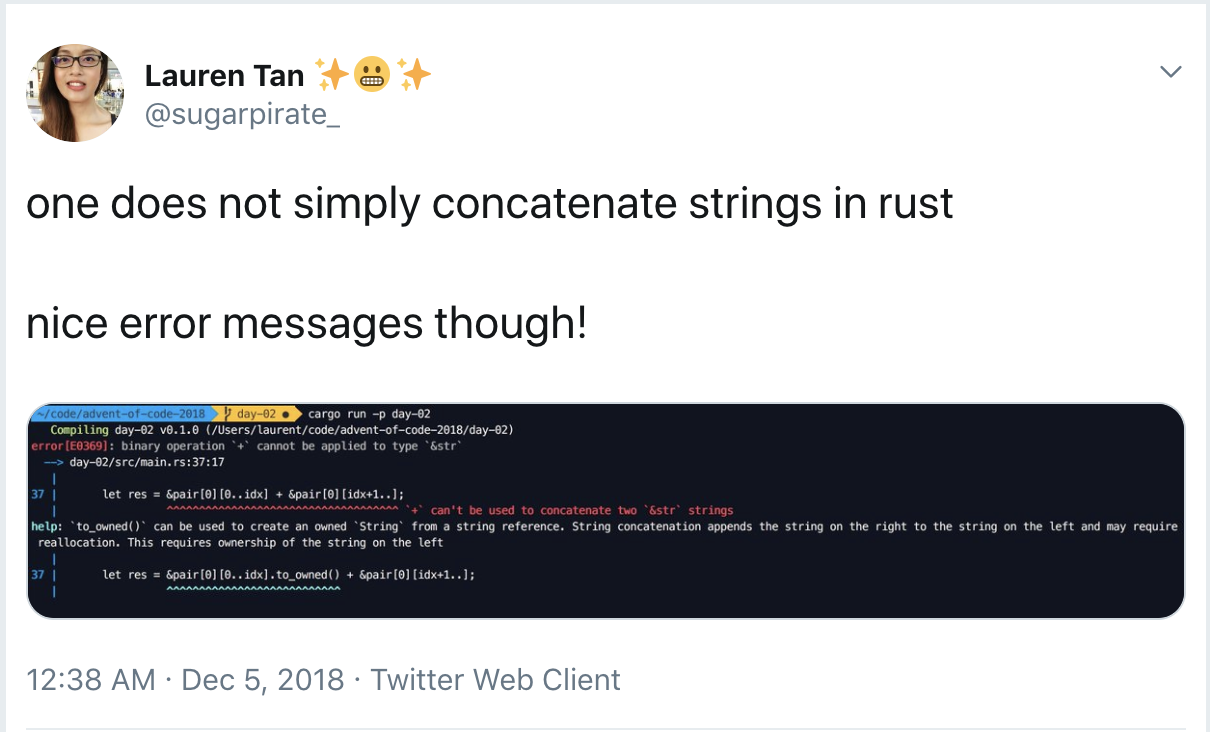 Lauren Tan ✨😬✨
@sugarpirate_
one does not simply concatenate strings in rust
nice error messages though!
~/code/advent-of-code-2018 day-02 ● cargo run -p day-02
Compiling day-02 v0.1.0 (/Users/laurent/code/advent-of-code-2018/day-02)
error[E0369]: binary operation `+` cannot be applied to type `&str`
--> day-02/src/main.rs:37:17
|
37 | let res = &pair[0][0..idx] + &pair[0][idx+1..];
| ^^^^^^^^^^^^^^^^^^^^^^^^^^^^^^^^^^^ `+` can't be used to concatenate two `&str` strings
help: `to_owned()` can be used to create an owned `String` from a string reference. String concatenation appends the string on the right to the string on the left and may require
reallocation. This requires ownership of the string on the left
|
37 | let res = &pair[0][0..idx].to_owned() + &pair[0][idx+1..];
| ^^^^^^^^^^^^^^^^^^^^^^^^^^
12:38 AM · Dec 5, 2018 · Twitter Web Client